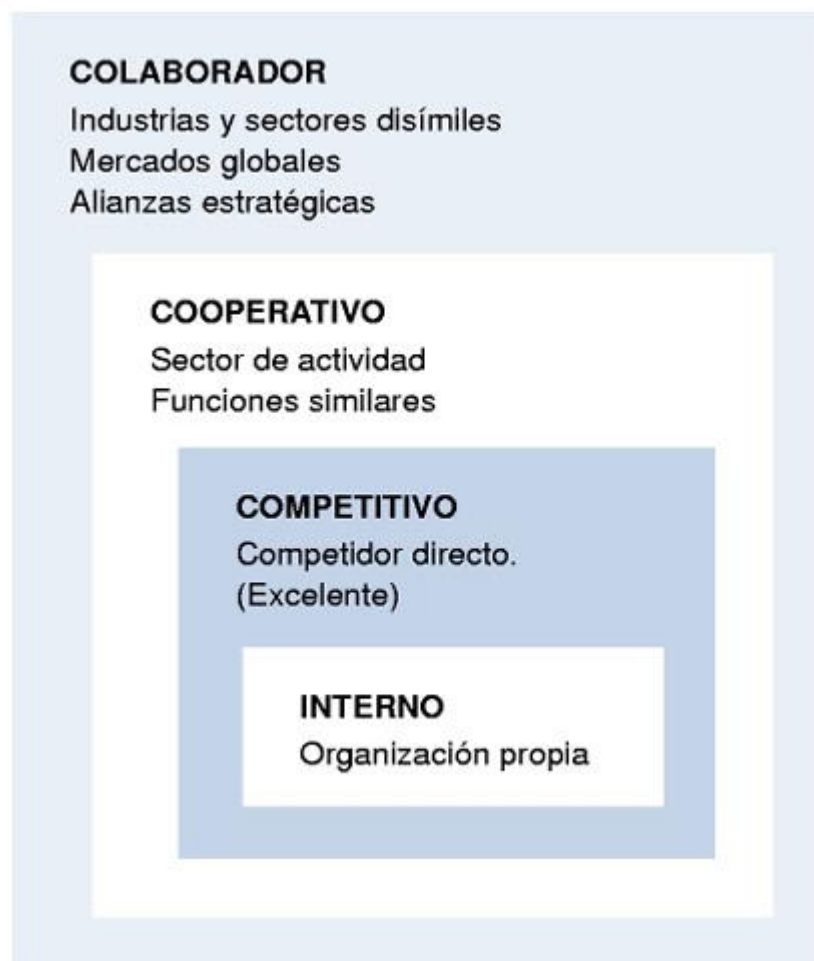 COLABORADOR
Industrias y sectores disímiles
Mercados globales
Alianzas estratégicas
COOPERATIVO
Sector de actividad
Funciones similares
COMPETITIVO
Competidor directo.
(Excelente)
INTERNO
Organización propia